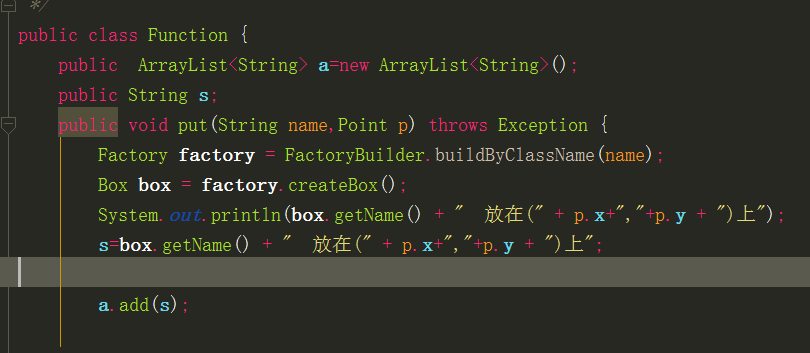 */
public class Function {
public  ArrayList<String> a=new ArrayList<String>();
public String s;
public void put(String name,Point p) throws Exception {
Factory factory = FactoryBuilder.buildByClassName(name);
Box box = factory.createBox();
System.out.println(box.getName() + "  放在(" + p.x+","+p.y + ")上");
s=box.getName() + "  放在(" + p.x+","+p.y + ")上";
a.add(s);